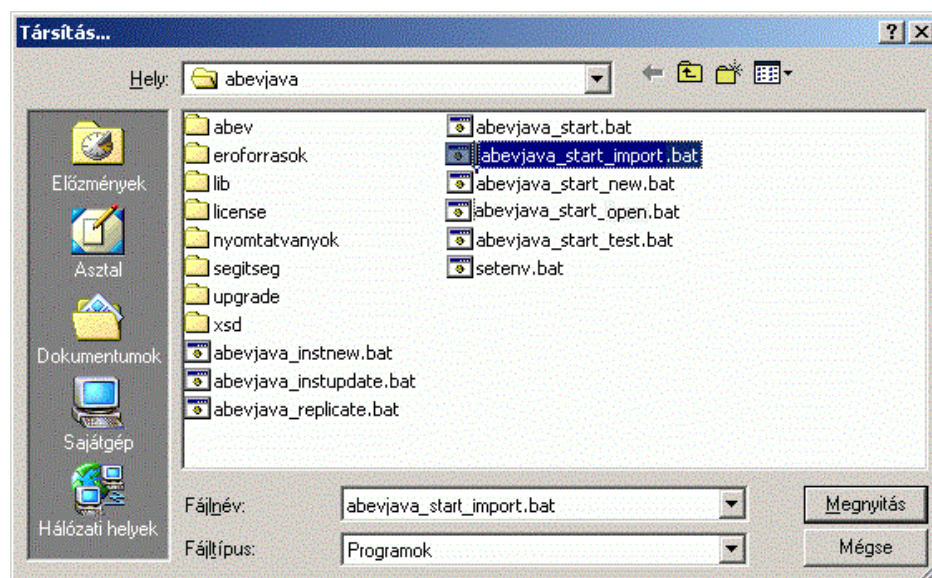 Társítás...
Hely:
abevjava
Előzmények
Asztal
Dokumentumok
Sajátgép
Hálózati helyek
abev
eroforrasok
lib
license
nyomtatvanyok
segitseg
upgrade
xsd
abevjava_instnew.bat
abevjava_instupdate.bat
abevjava_replicate.bat
abevjava_start.bat
abevjava_start_import.bat
abevjava_start_new.bat
abevjava_start_open.bat
abevjava_start_test.bat
setenv.bat
Fájlnév:
abevjava_start_import.bat
Megnyitás
Fájltípus:
Programok
Mégse